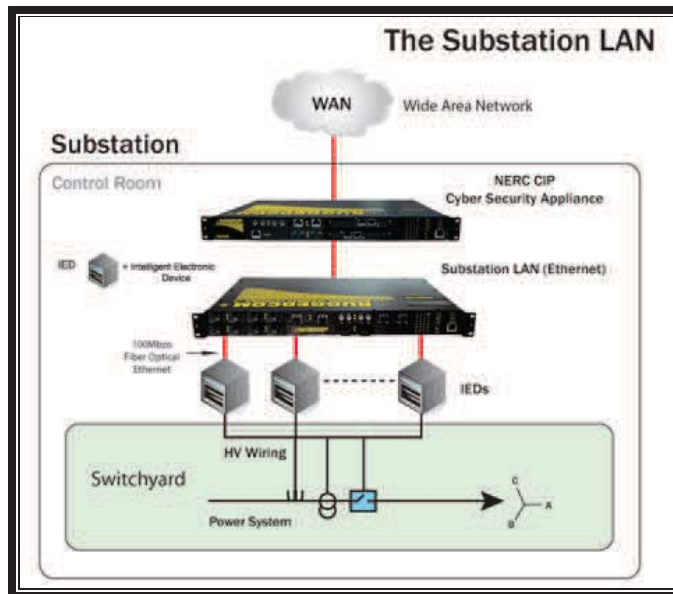 The Substation LAN
WAN
Wide Area Network
Substation
Control Room
NERC CIP
Cyber Security Appliance
IED
= Intelligent Electronic
Device
Substation LAN (Ethernet)
RUGGEDCOM
100Mbps
Fiber Optical
Ethernet
IEDs
HV Wiring
Switchyard
Power System
C
A
B